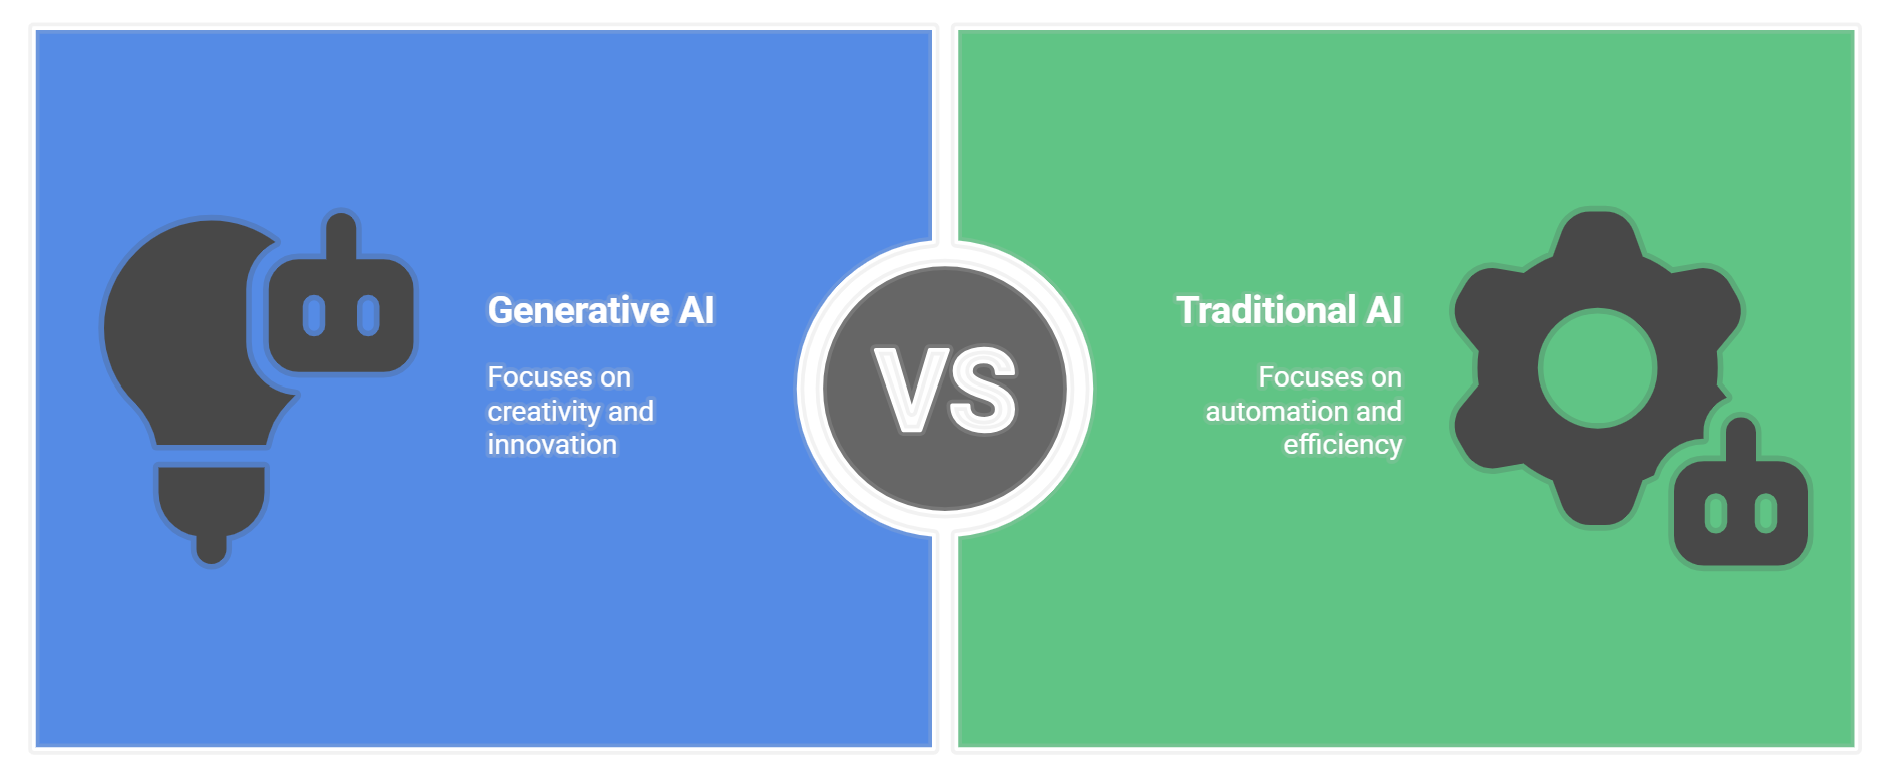 Generative AI
Focuses on
creativity and
innovation
VS
Traditional AI
Focuses on
automation and
efficiency